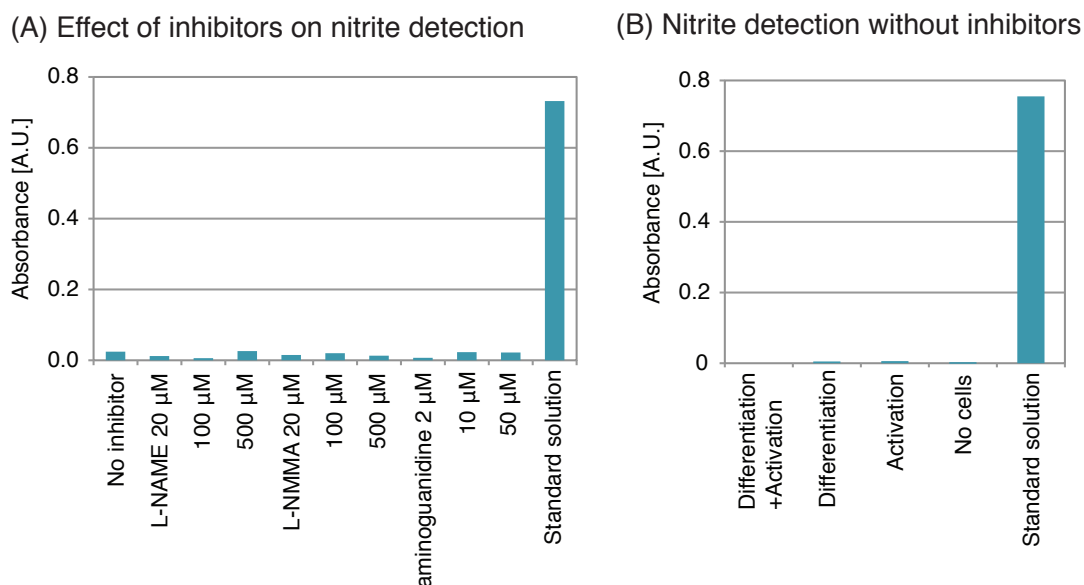 (A) Effect of inhibitors on nitrite detection
Absorbance [A.U.]
0.8
0.6
0.4
0.2
0.0
No inhibitor
L-NAME 20 µM
100 µM
500 µM
L-NMMA 20 µM
100 µM
500 µM
aminoguanidine 2 µM
10 µM
50 µM
Standard solution
(B) Nitrite detection without inhibitors
Absorbance [A.U.]
0.8
0.6
0.4
0.2
0
Differentiation
+Activation
Differentiation
Activation
No cells
Standard solution